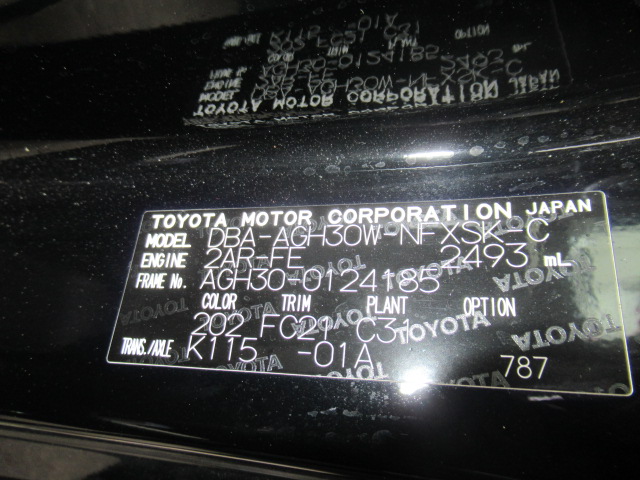 TOYOTA MOTOR CORPORATION JAPAN
MODEL DBA-AGH30W-NFXSK-C
ENGINE 2AR-FE 2493 mL
FRAME No. AGH30-0124185
COLOR TRIM PLANT OPTION
202 FC21 C31
TRANS./AXLE K115 -01A
787